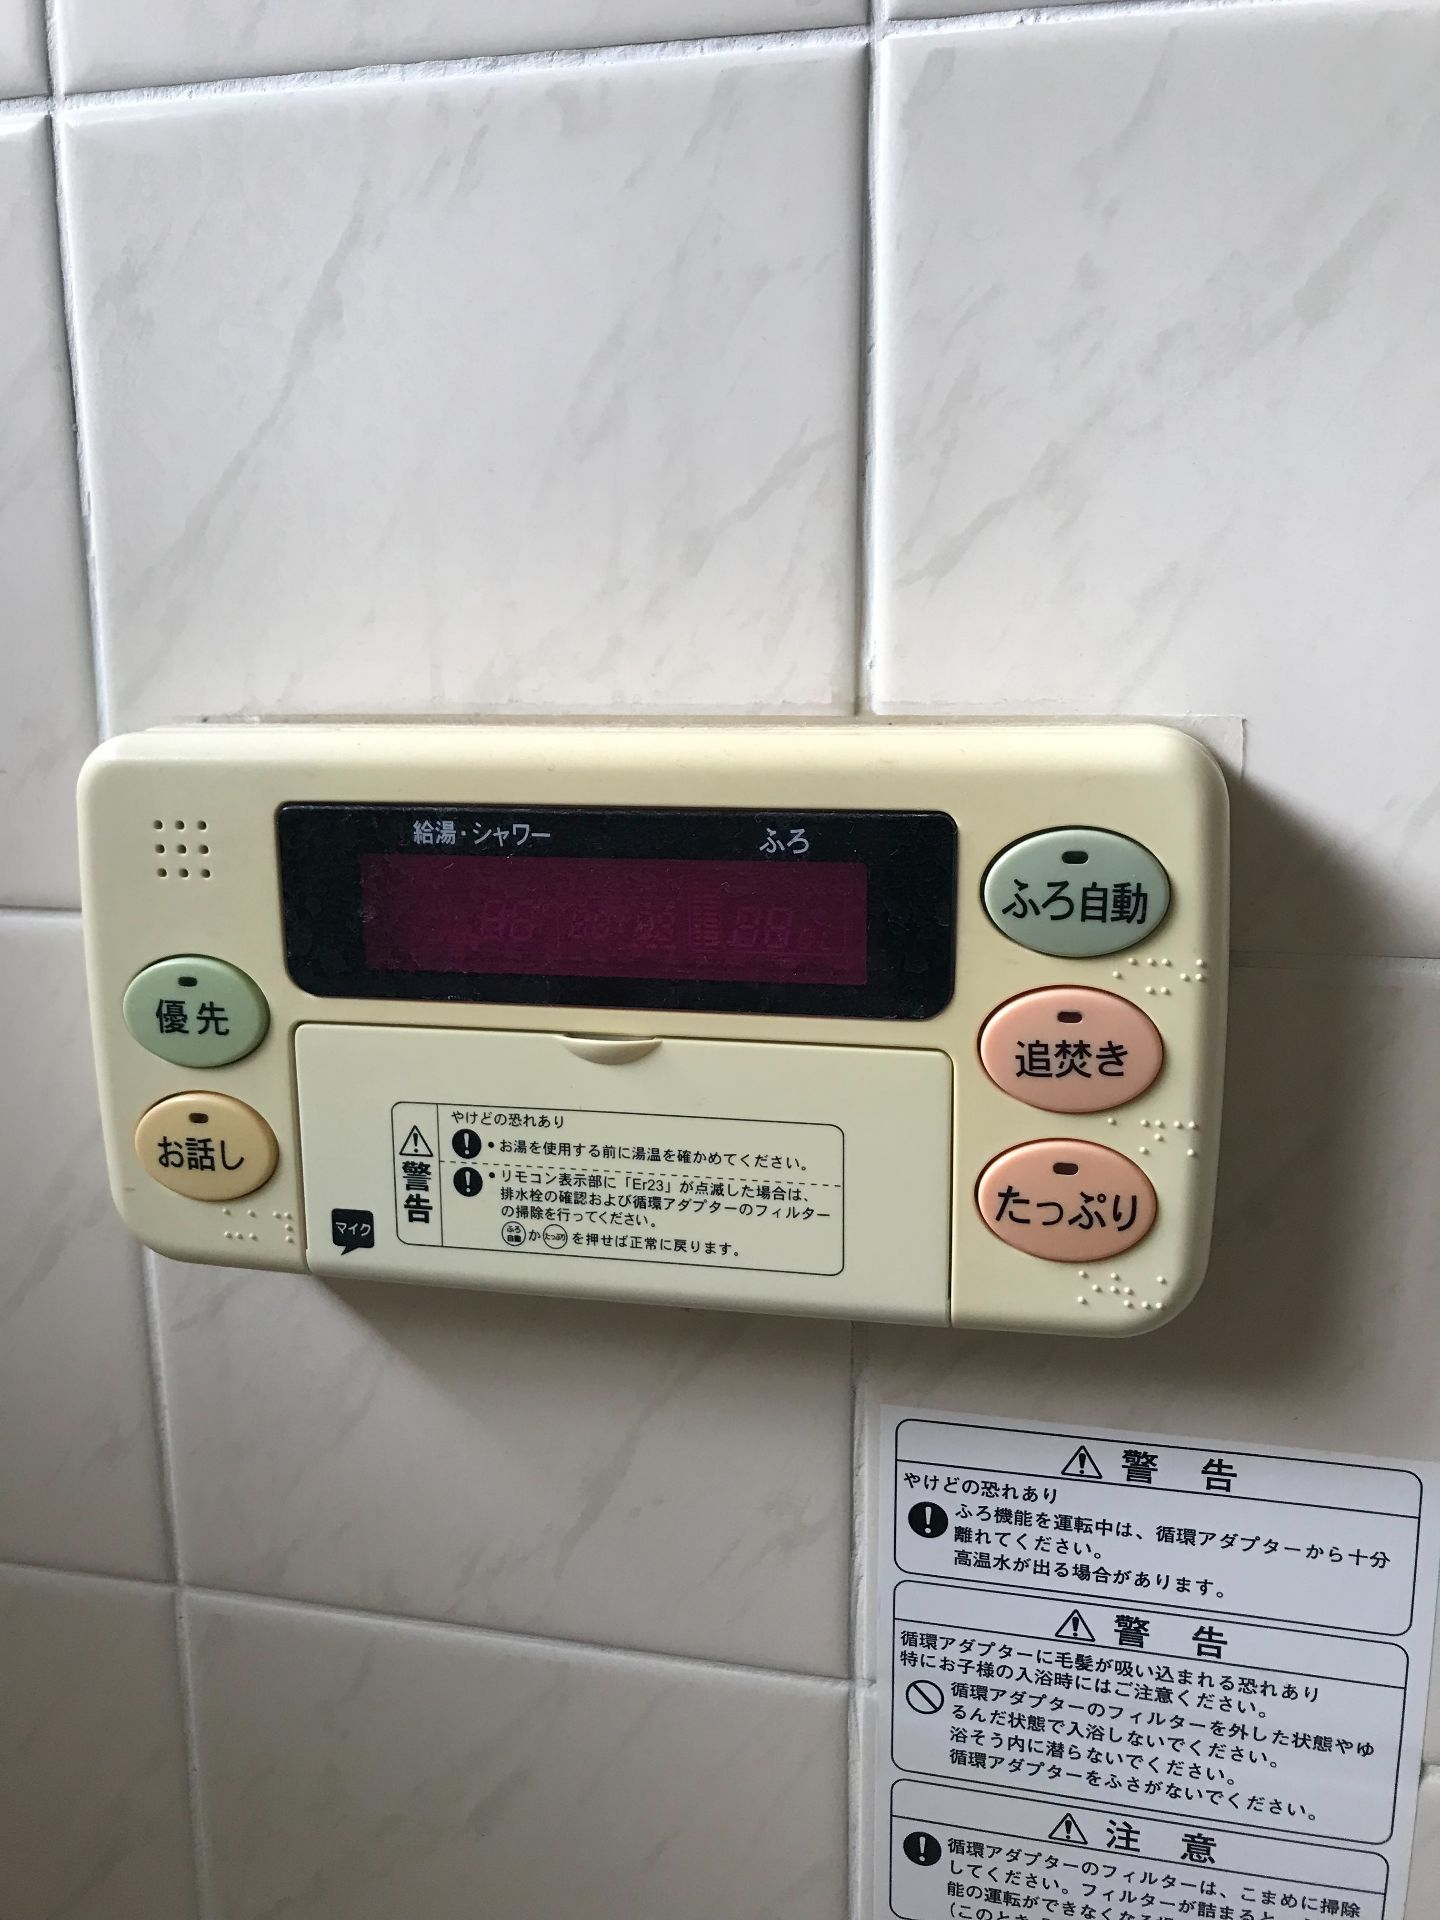 給湯・シャワー
ふろ
ふろ自動
優先
追焚き
お話し
たっぷり
マイク
警告
やけどの恐れあり
・お湯を使用する前に湯温を確かめてください。
・リモコン表示部に「Er23」が点滅した場合は、
排水栓の確認および循環アダプターのフィルター
の掃除を行ってください。
ふろ自動かたっぷりを押せば正常に戻ります。
警告
やけどの恐れあり
ふろ機能を運転中は、循環アダプターから十分
離れてください。
高温水が出る場合があります。
警告
循環アダプターに毛髪が吸い込まれる恐れあり
特にお子様の入浴時にはご注意ください。
循環アダプターのフィルターを外した状態やゆ
るんだ状態で入浴しないでください。
浴そう内に潜らないでください。
循環アダプターをふさがないでください。
注意
循環アダプターのフィルターは、こまめに掃除
してください。フィルターが詰まると、
能の運転ができなくなる
(このとき